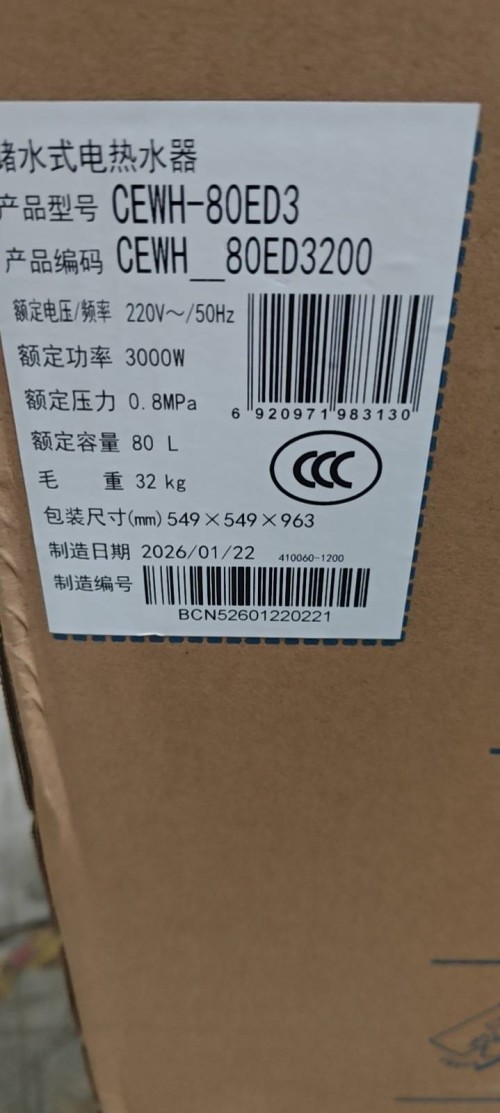 储水式电热水器
产品型号 CEWH-80ED3
产品编码 CEWH__80ED3200
额定电压/频率 220V～/50Hz
额定功率 3000W
额定压力 0.8MPa
6 920971 983130
额定容量 80 L
CCC
毛 重 32 kg
包装尺寸(mm) 549×549×963
制造日期 2026/01/22 410060-1200
制造编号
BCN52601220221